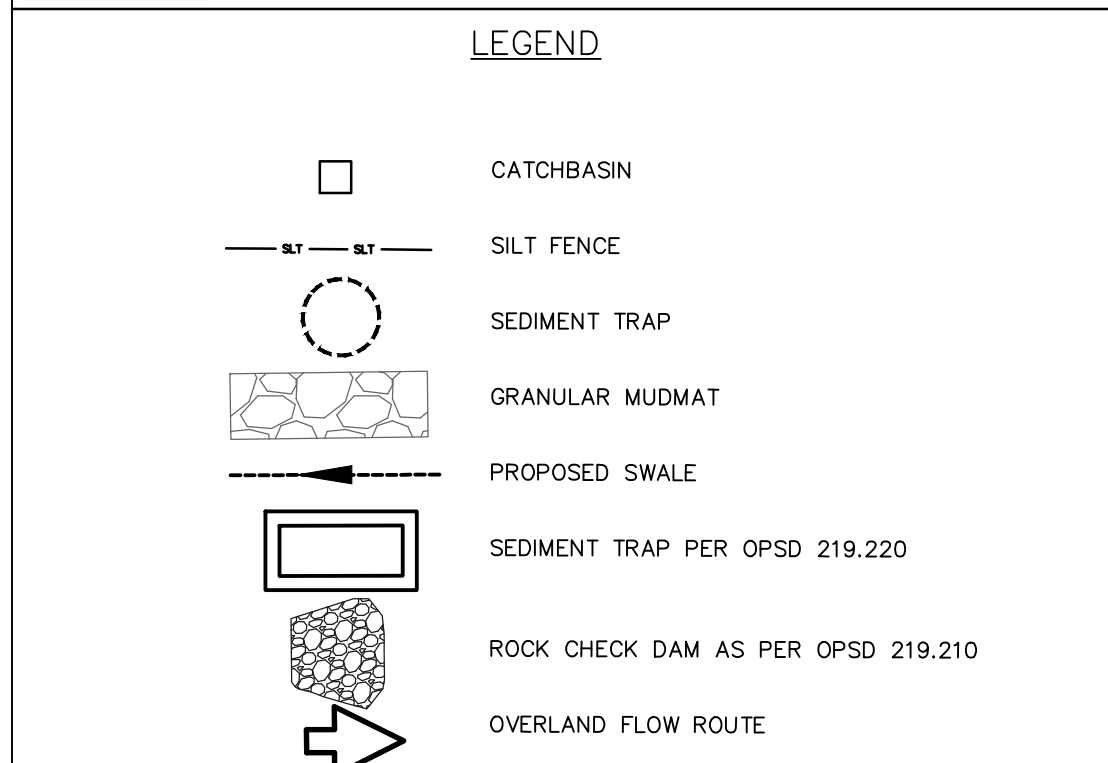 LEGEND
CATCHBASIN
SLT SLT SILT FENCE
SEDIMENT TRAP
GRANULAR MUDMAT
PROPOSED SWALE
SEDIMENT TRAP PER OPSD 219.220
ROCK CHECK DAM AS PER OPSD 219.210
OVERLAND FLOW ROUTE